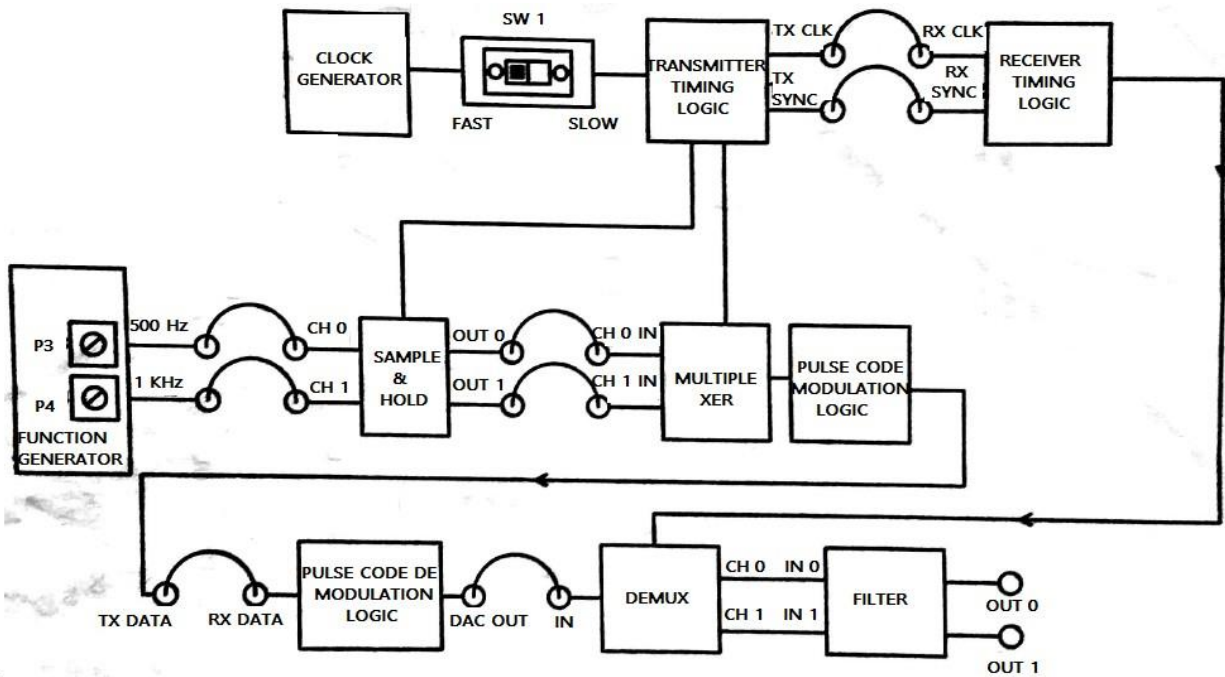 SW 1
CLOCK
GENERATOR
FAST
SLOW
TRANSMITTER
TIMING
LOGIC
TX CLK
TX
SYNC
RX CLK
RX
SYNC
RECEIVER
TIMING
LOGIC
P3
P4
FUNCTION
GENERATOR
500 Hz
1 KHz
CH 0
CH 1
SAMPLE
&
HOLD
OUT 0
OUT 1
CH 0 IN
CH 1 IN
MULTIPLE
XER
PULSE CODE
MODULATION
LOGIC
TX DATA
RX DATA
PULSE CODE DE
MODULATION
LOGIC
DAC OUT
IN
DEMUX
CH 0
IN 0
CH 1
IN 1
FILTER
OUT 0
OUT 1